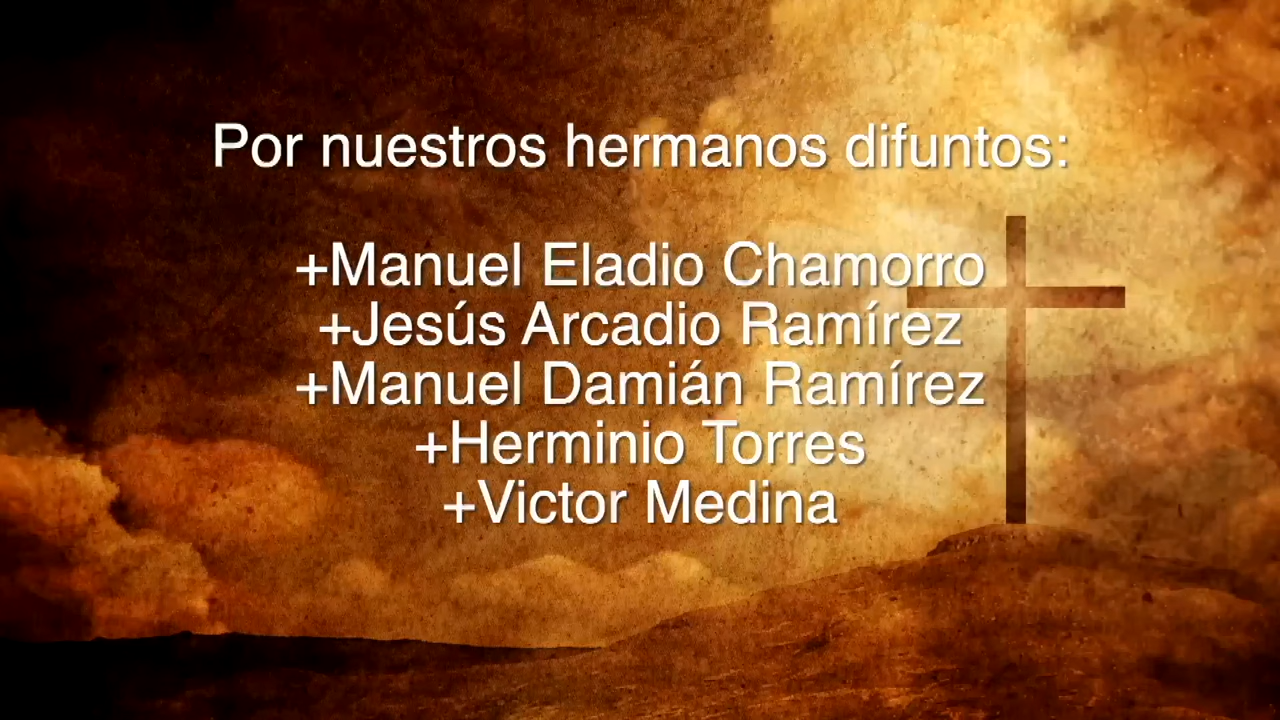 Por nuestros hermanos difuntos:
+Manuel Eladio Chamorro
+Jesús Arcadio Ramírez
+Manuel Damián Ramírez
+Herminio Torres
+Victor Medina